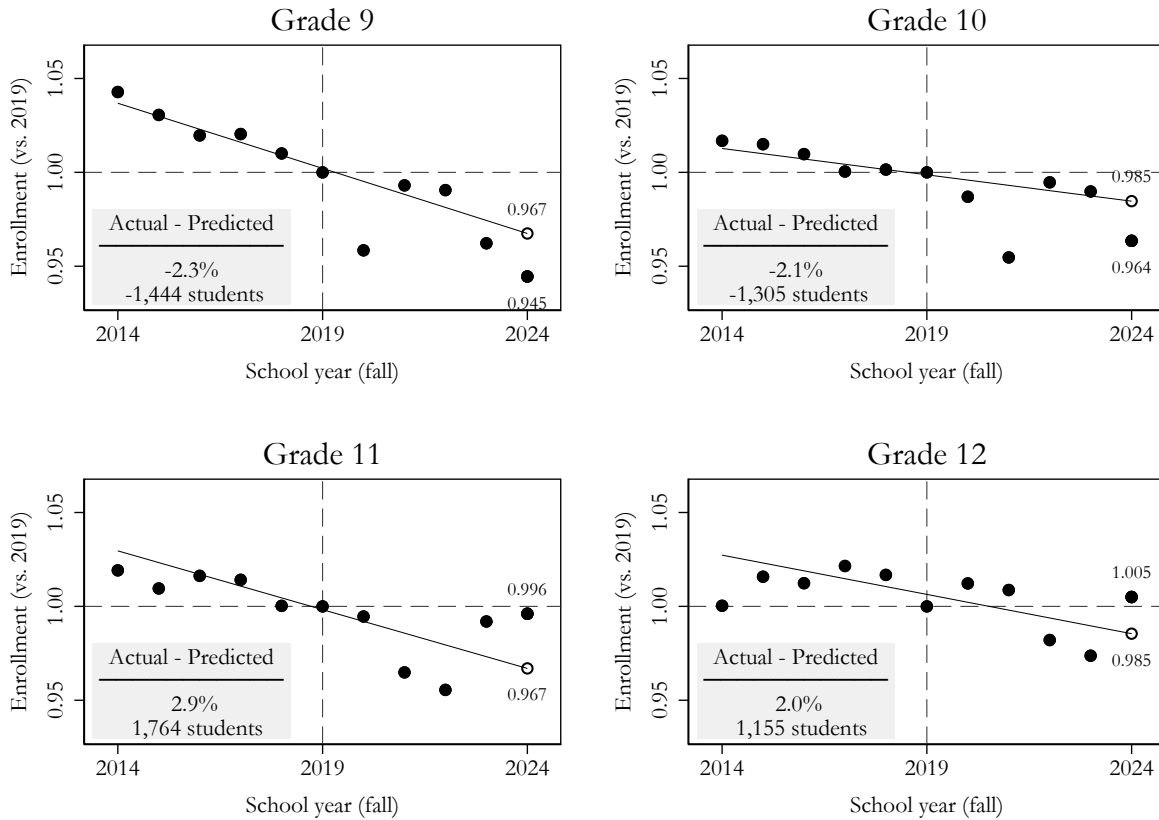 Grade 9
Enrollment (vs. 2019)
1.05
1.00
0.95
0.967
0.945
Actual - Predicted
-2.3%
-1,444 students
2014
2019
2024
School year (fall)
Grade 10
Enrollment (vs. 2019)
1.05
1.00
0.95
0.985
0.964
Actual - Predicted
-2.1%
-1,305 students
2014
2019
2024
School year (fall)
Grade 11
Enrollment (vs. 2019)
1.05
1.00
0.95
0.996
0.967
Actual - Predicted
2.9%
1,764 students
2014
2019
2024
School year (fall)
Grade 12
Enrollment (vs. 2019)
1.05
1.00
0.95
1.005
0.985
Actual - Predicted
2.0%
1,155 students
2014
2019
2024
School year (fall)